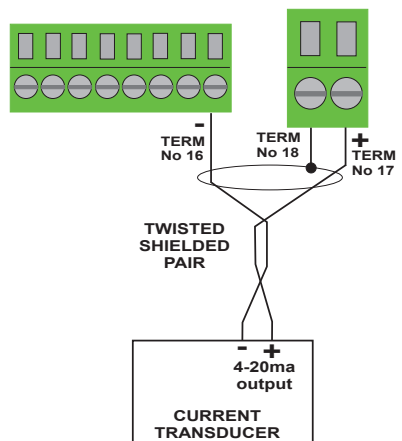 -
TERM
No 16
TERM
No 18
+
TERM
No 17
TWISTED
SHIELDED
PAIR
- +
4-20ma
output
CURRENT
TRANSDUCER